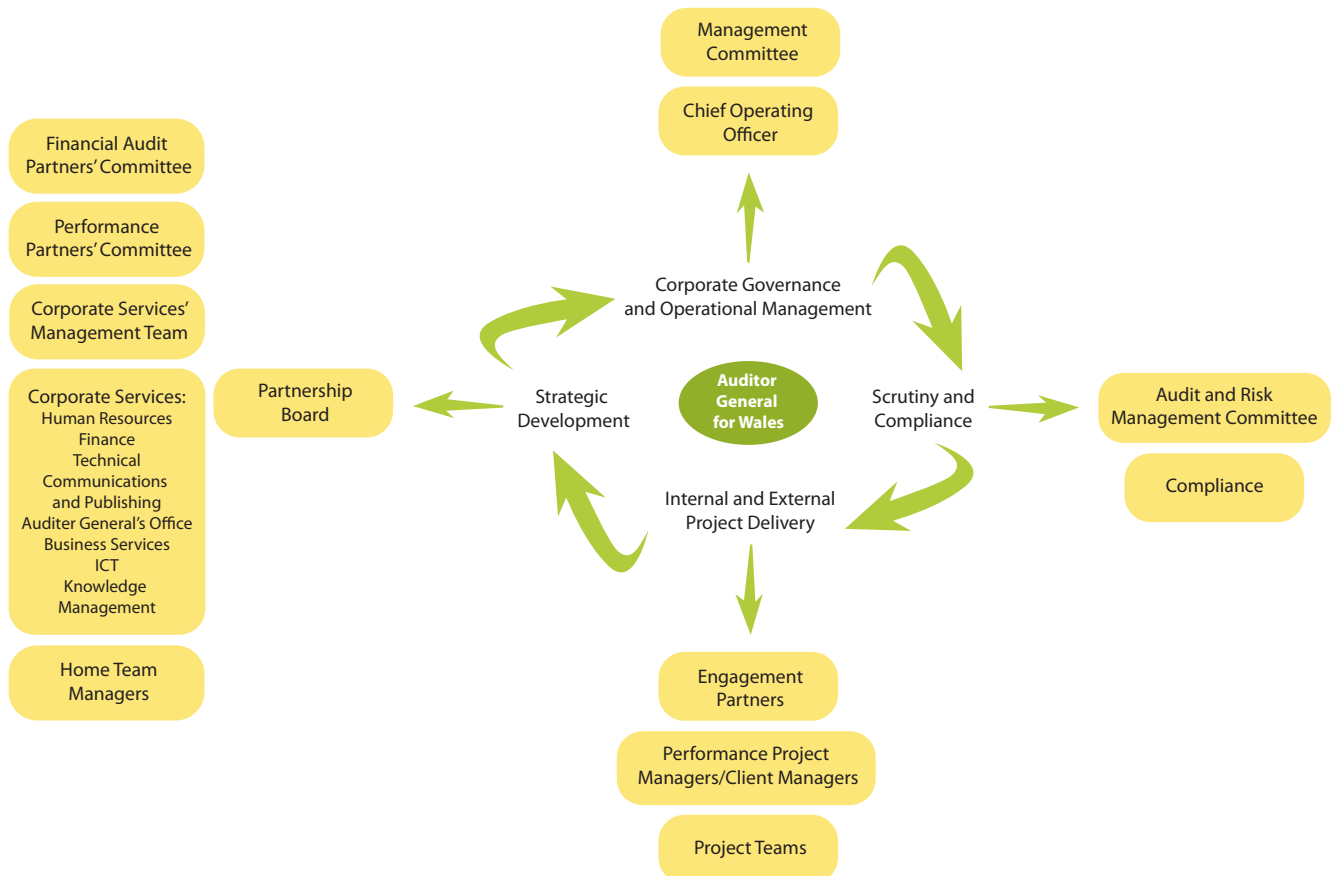 Management
Committee
Chief Operating
Officer
Financial Audit
Partners’ Committee
Performance
Partners’ Committee
Corporate Services’
Management Team
Corporate Services:
Human Resources
Finance
Technical
Communications
and Publishing
Auditer General’s Office
Business Services
ICT
Knowledge
Management
Home Team
Managers
Partnership
Board
Strategic
Development
Corporate Governance
and Operational Management
Auditor
General
for Wales
Scrutiny and
Compliance
Audit and Risk
Management Committee
Compliance
Internal and External
Project Delivery
Engagement
Partners
Performance Project
Managers/Client Managers
Project Teams